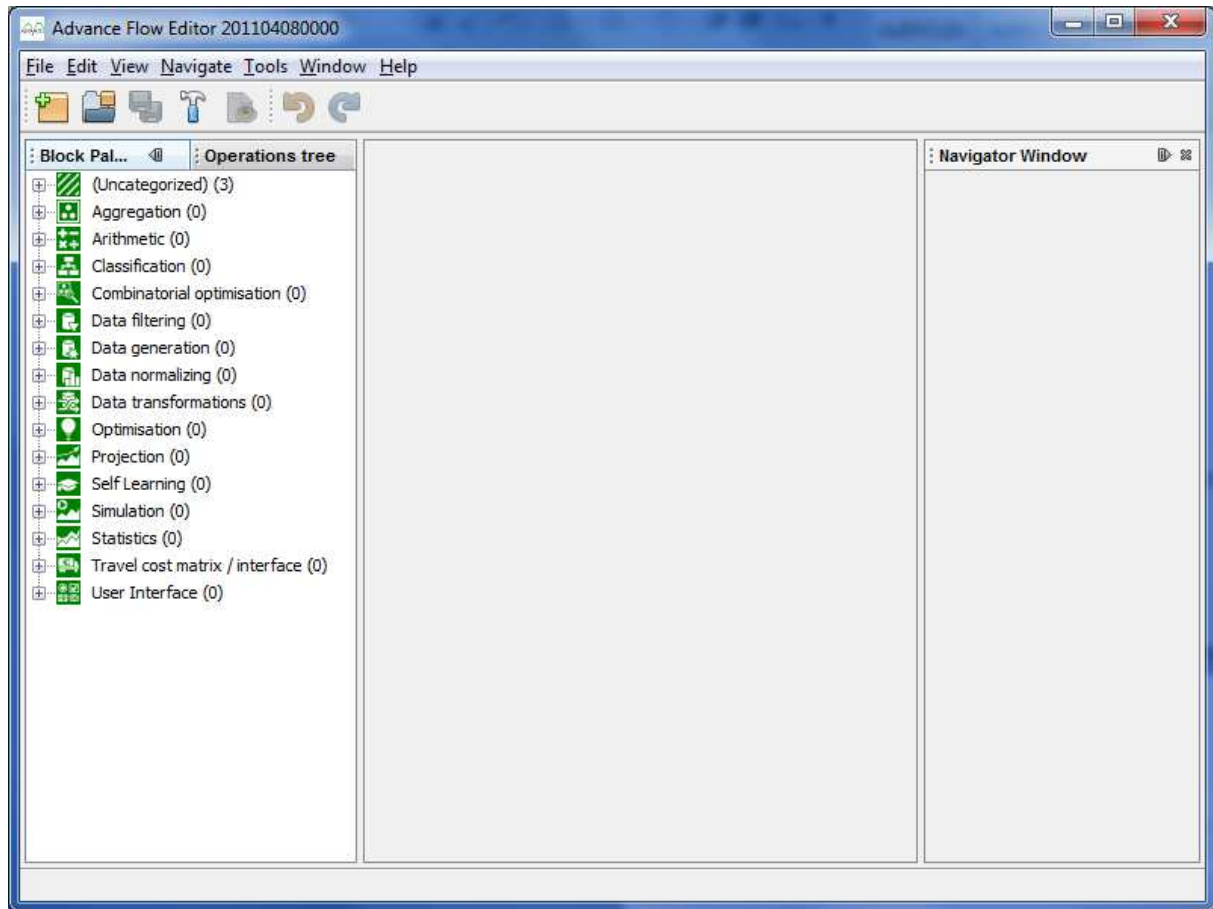 Advance Flow Editor 201104080000
File Edit View Navigate Tools Window Help
Block Pal... Operations tree Navigator Window
(Uncategorized) (3)
Aggregation (0)
Arithmetic (0)
Classification (0)
Combinatorial optimisation (0)
Data filtering (0)
Data generation (0)
Data normalizing (0)
Data transformations (0)
Optimisation (0)
Projection (0)
Self Learning (0)
Simulation (0)
Statistics (0)
Travel cost matrix / interface (0)
User Interface (0)